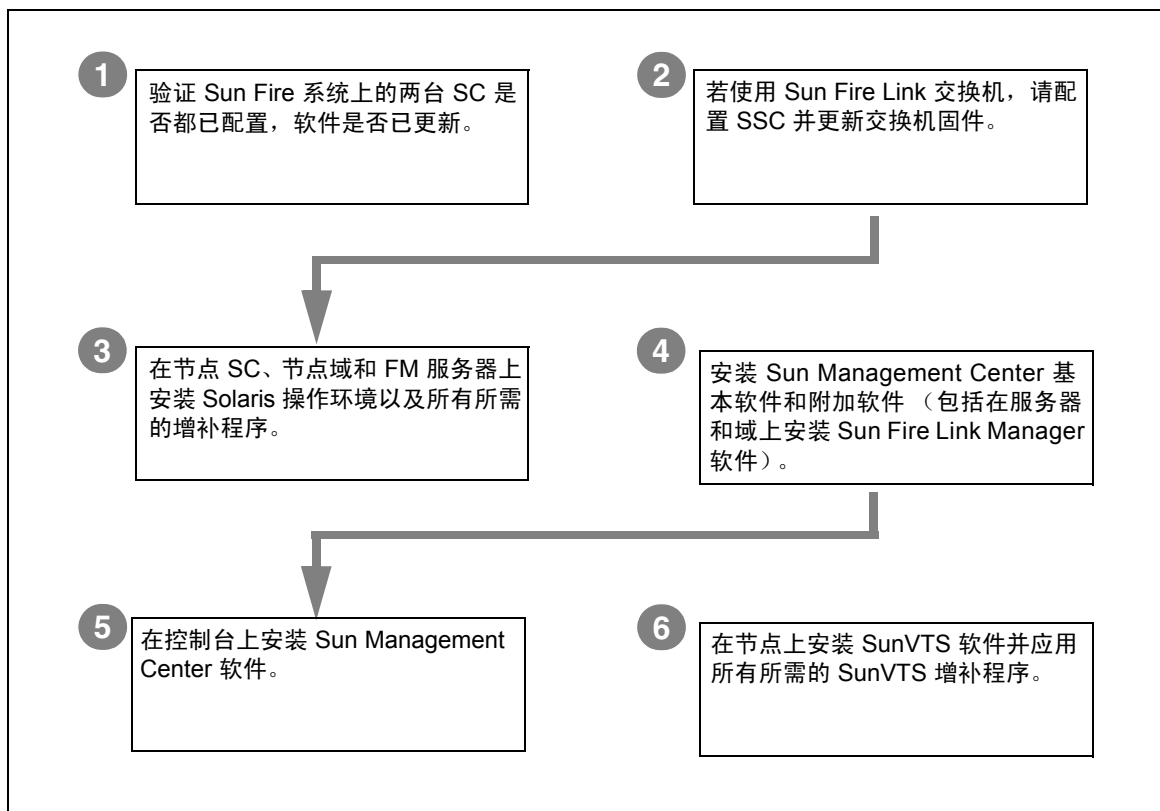 1
验证 Sun Fire 系统上的两台 SC 是
否都已配置，软件是否已更新。
2
若使用 Sun Fire Link 交换机，请配
置 SSC 并更新交换机固件。
3
在节点 SC、节点域和 FM 服务器上
安装 Solaris 操作环境以及所有所需
的增补程序。
4
安装 Sun Management Center 基
本软件和附加软件 （包括在服务器
和域上安装 Sun Fire Link Manager
软件）。
5
在控制台上安装 Sun Management
Center 软件。
6
在节点上安装 SunVTS 软件并应用
所有所需的 SunVTS 增补程序。